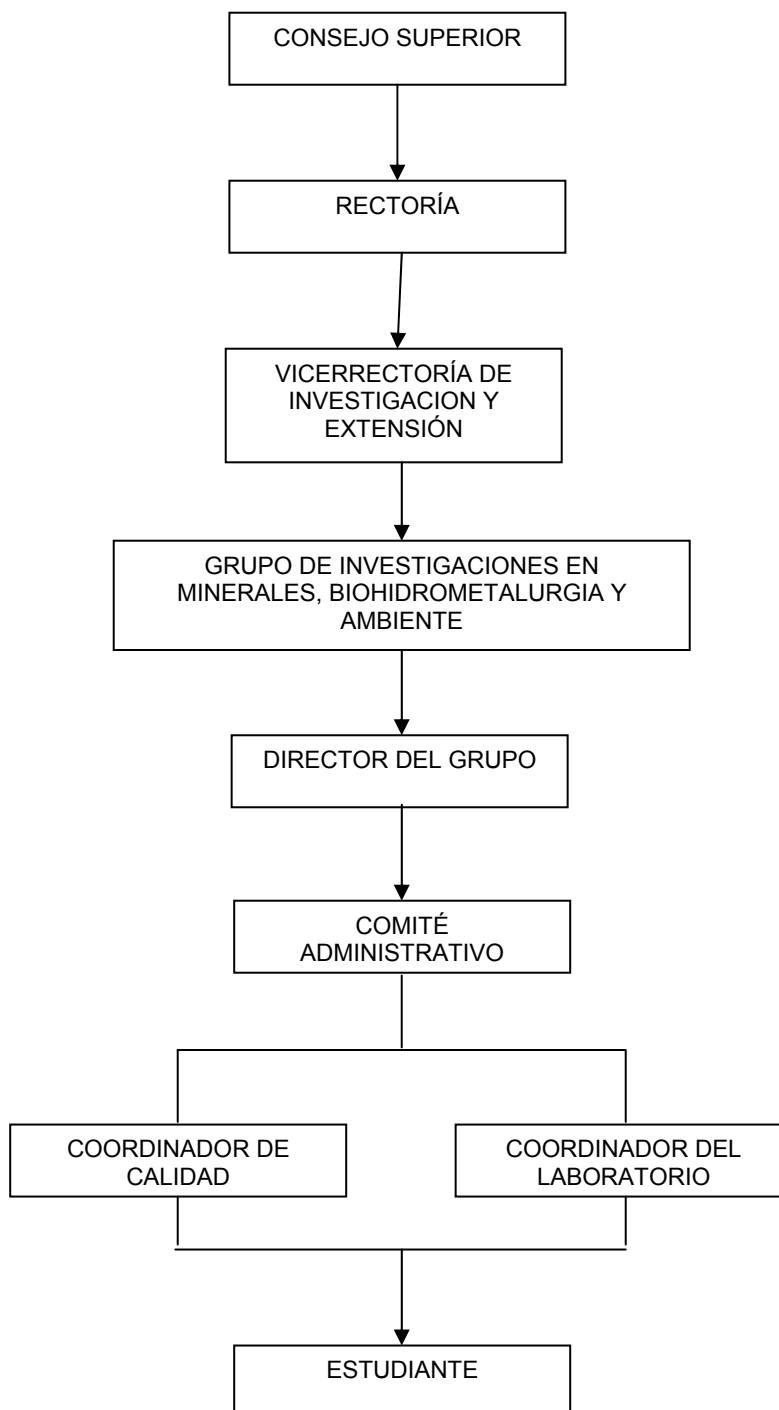 CONSEJO SUPERIOR
RECTORÍA
VICERRECTORÍA DE
INVESTIGACION Y
EXTENSIÓN
GRUPO DE INVESTIGACIONES EN
MINERALES, BIOHIDROMETALURGIA Y
AMBIENTE
DIRECTOR DEL GRUPO
COMITÉ
ADMINISTRATIVO
COORDINADOR DE
CALIDAD
COORDINADOR DEL
LABORATORIO
ESTUDIANTE